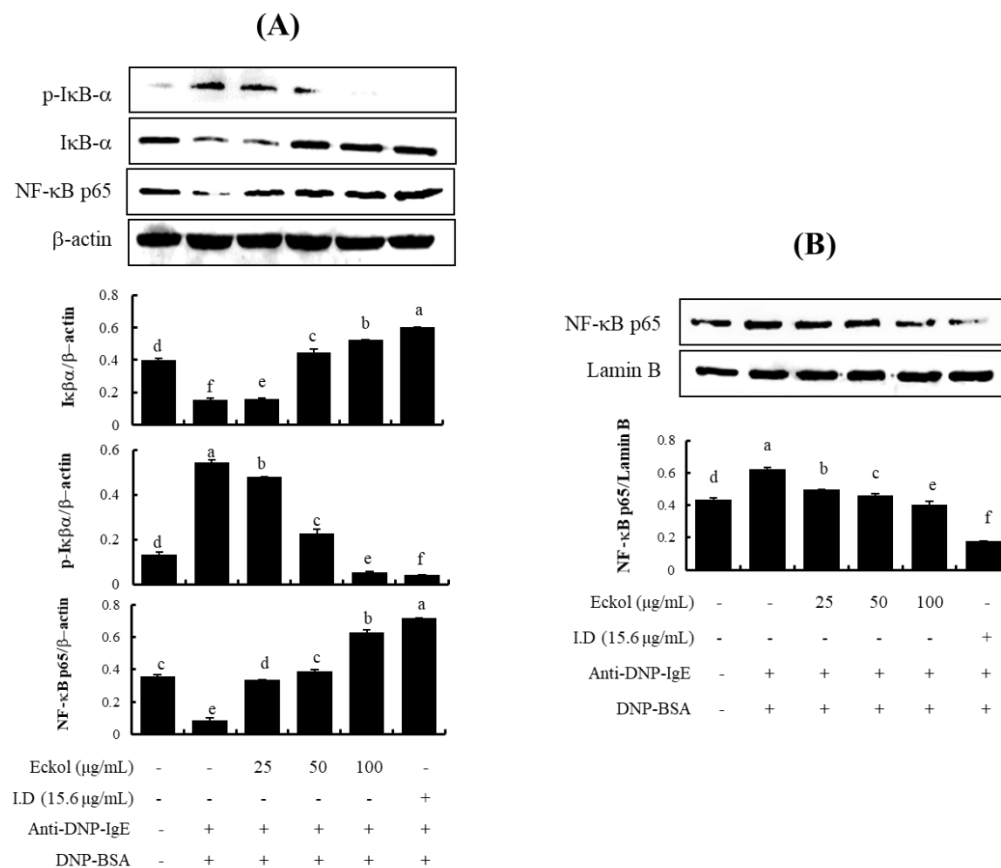 (A)
p-IκB-α
IκB-α
NF-κB p65
β-actin
Iκβα/β-actin
0.8
0.4
0
d
f
e
c
b
a
p-Iκβα/β-actin
0.6
0.4
0.2
0
d
a
b
c
e
f
NF-κB p65/β-actin
0.8
0.6
0.4
0.2
0
c
e
d
c
b
a
Eckol (μg/mL) - - 25 50 100 -
I.D (15.6 μg/mL) - - - - - +
Anti-DNP-IgE - + + + + +
DNP-BSA - + + + + +
(B)
NF-κB p65
Lamin B
NF-κB p65/Lamin B
0.8
0.6
0.4
0.2
0
d
a
b
c
e
f
Eckol (μg/mL) - - 25 50 100 -
I.D (15.6 μg/mL) - - - - - +
Anti-DNP-IgE - + + + + +
DNP-BSA - + + + + +